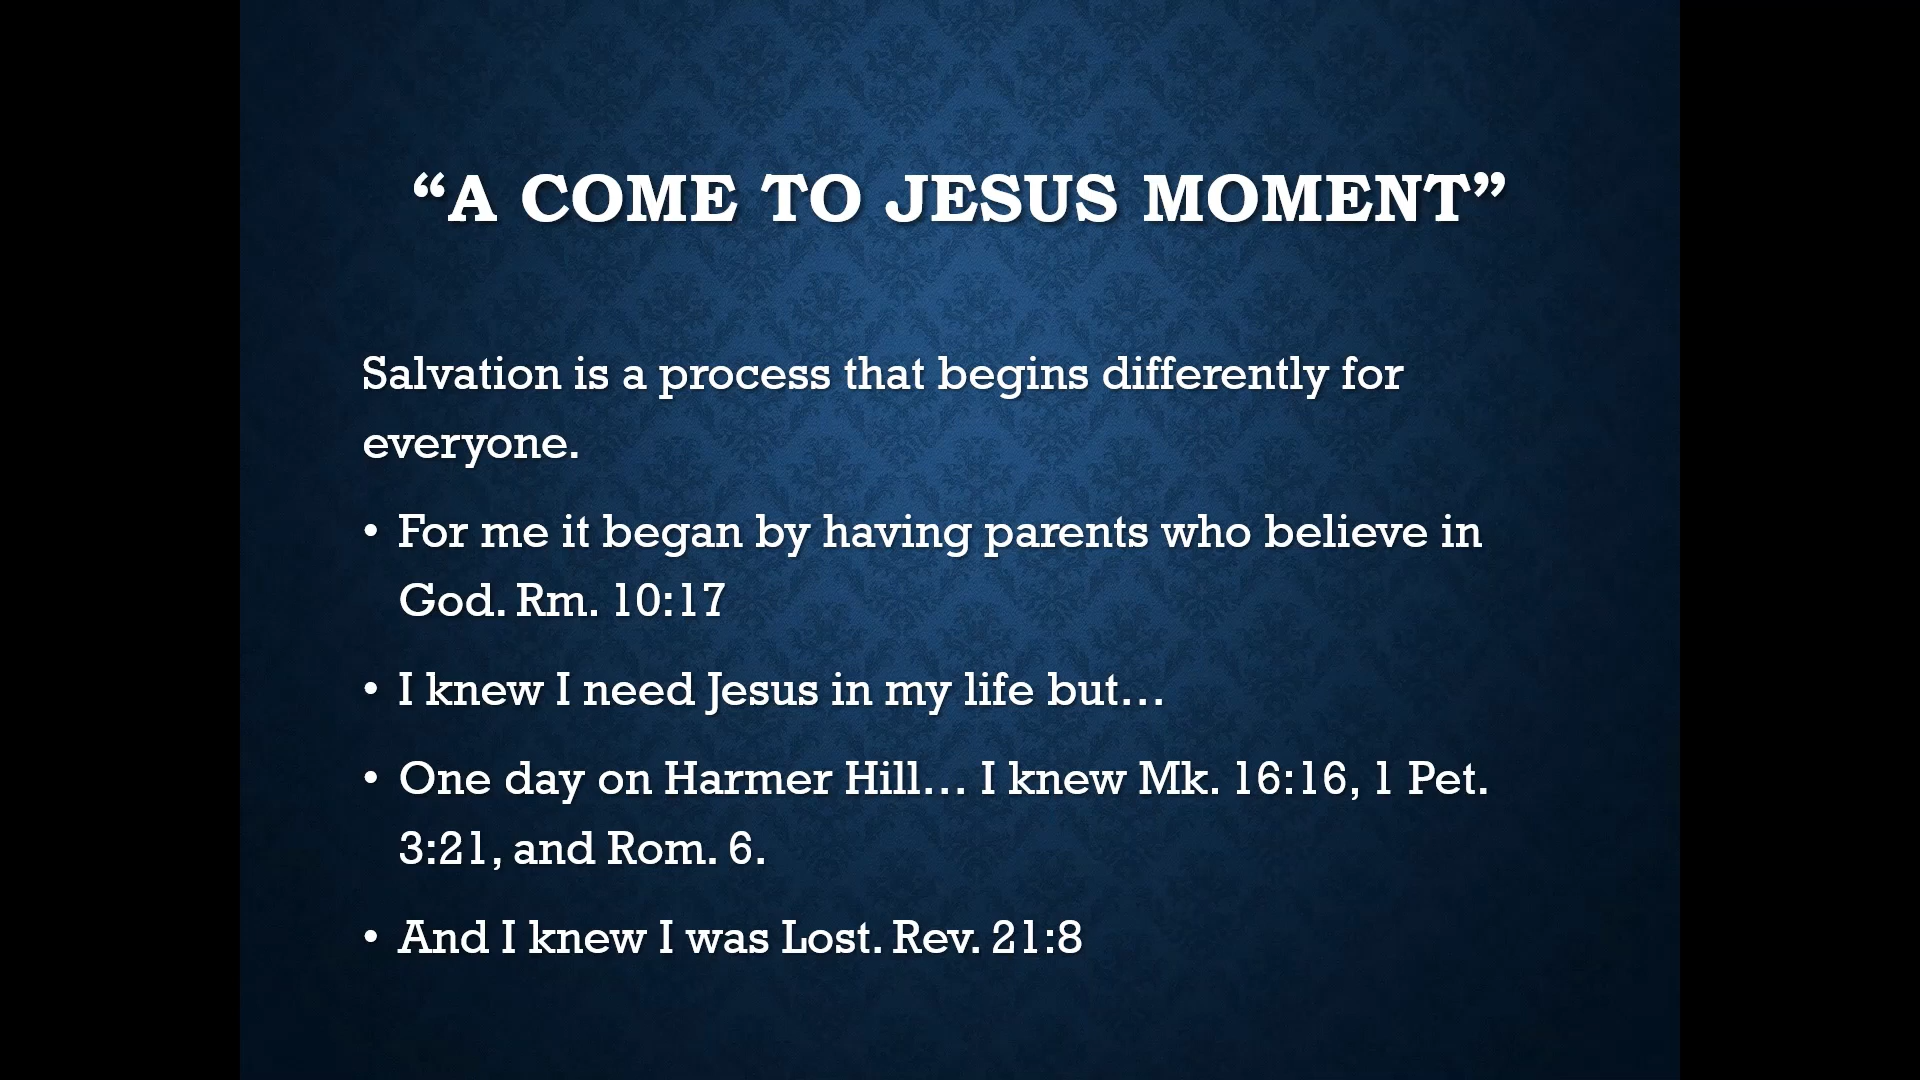 “A COME TO JESUS MOMENT”
Salvation is a process that begins differently for
everyone.
• For me it began by having parents who believe in
God. Rm. 10:17
• I knew I need Jesus in my life but…
• One day on Harmer Hill… I knew Mk. 16:16, 1 Pet.
3:21, and Rom. 6.
• And I knew I was Lost. Rev. 21:8